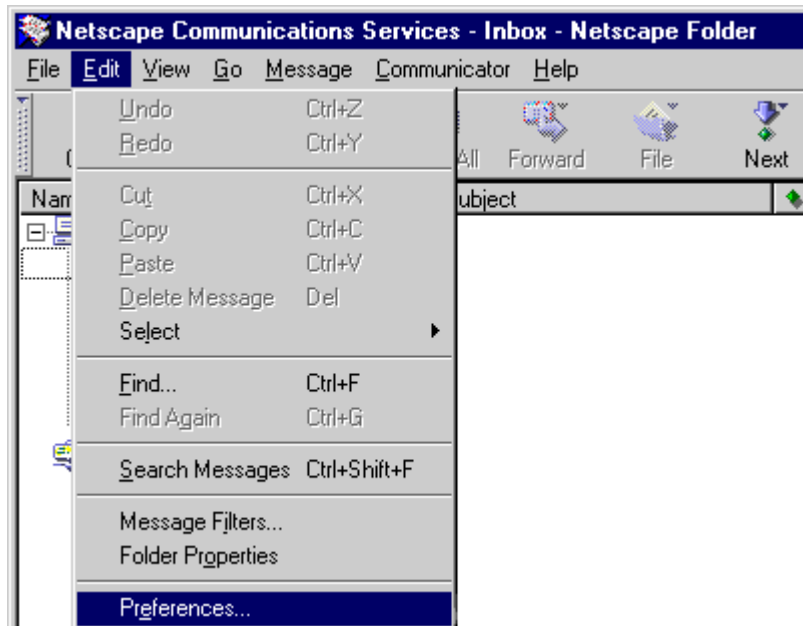 Netscape Communications Services - Inbox - Netscape Folder
File Edit View Go Message Communicator Help
Undo Ctrl+Z
Redo Ctrl+Y
All Forward File Next
Nam ubject
Cut Ctrl+X
Copy Ctrl+C
Paste Ctrl+V
Delete Message Del
Select
Find... Ctrl+F
Find Again Ctrl+G
Search Messages Ctrl+Shift+F
Message Filters...
Folder Properties
Preferences...